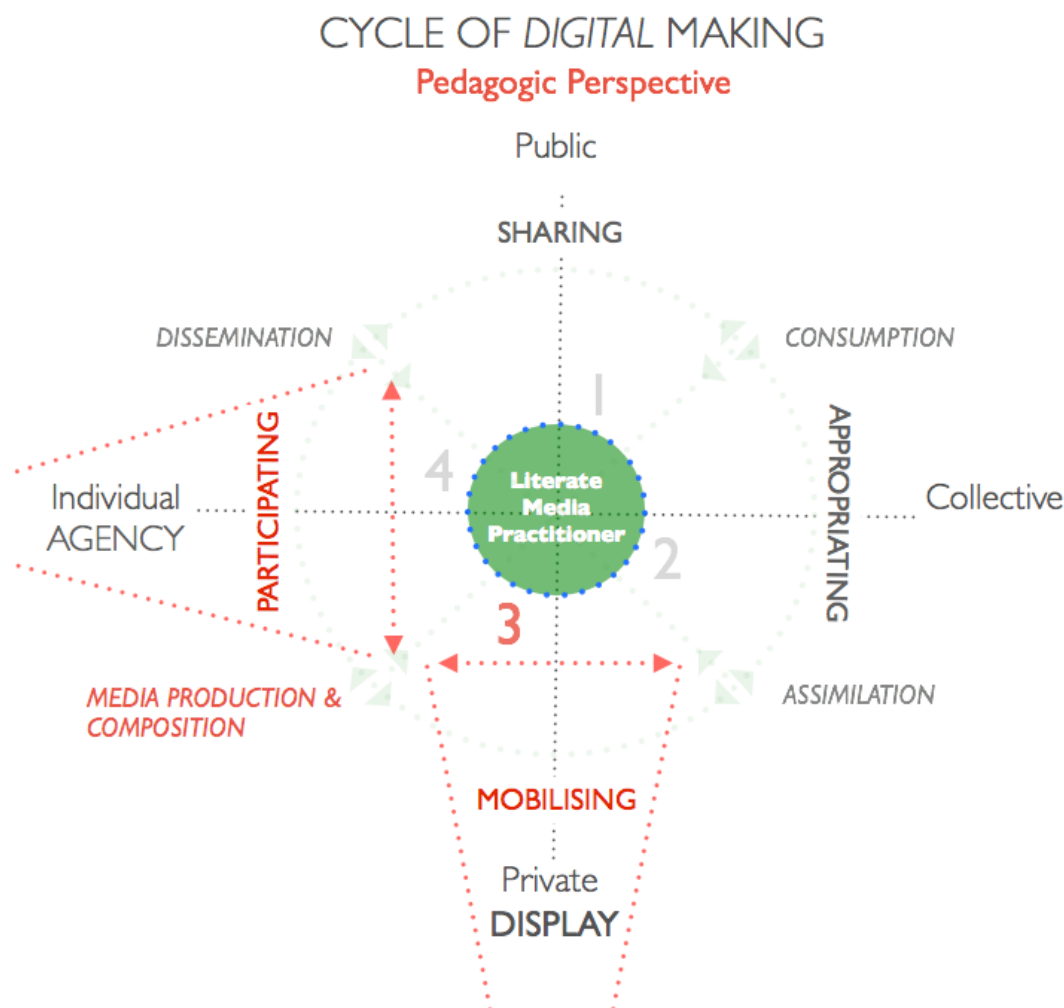 CYCLE OF DIGITAL MAKING
Pedagogic Perspective
Public
SHARING
DISSEMINATION
CONSUMPTION
1
PARTICIPATING
APPROPRIATING
4
Literate
Media
Practitioner
Individual
AGENCY
Collective
2
3
MEDIA PRODUCTION &
COMPOSITION
ASSIMILATION
MOBILISING
Private
DISPLAY